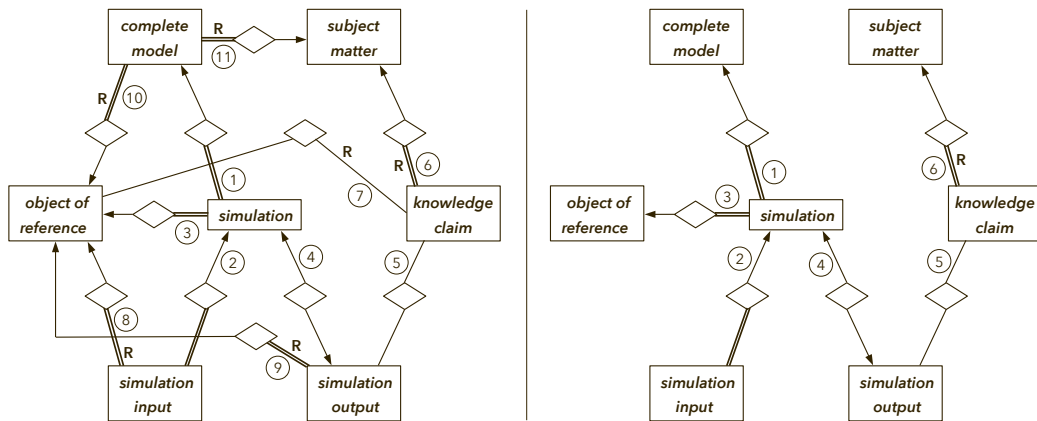 complete
model
R
11
subject
matter
R
10
R
6
R
7
1
object of
reference
3
simulation
knowledge
claim
2
4
5
8
R
9
R
simulation
input
simulation
output
complete
model
subject
matter
1
6
R
object of
reference
3
simulation
knowledge
claim
2
4
5
simulation
input
simulation
output